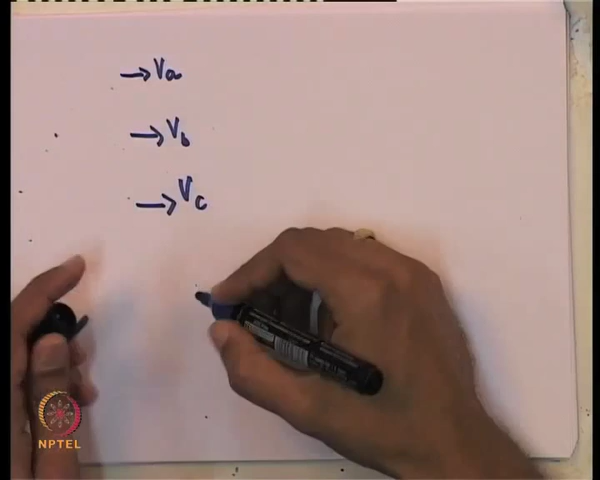 → Va
→ Vb
→ Vc
NPTEL